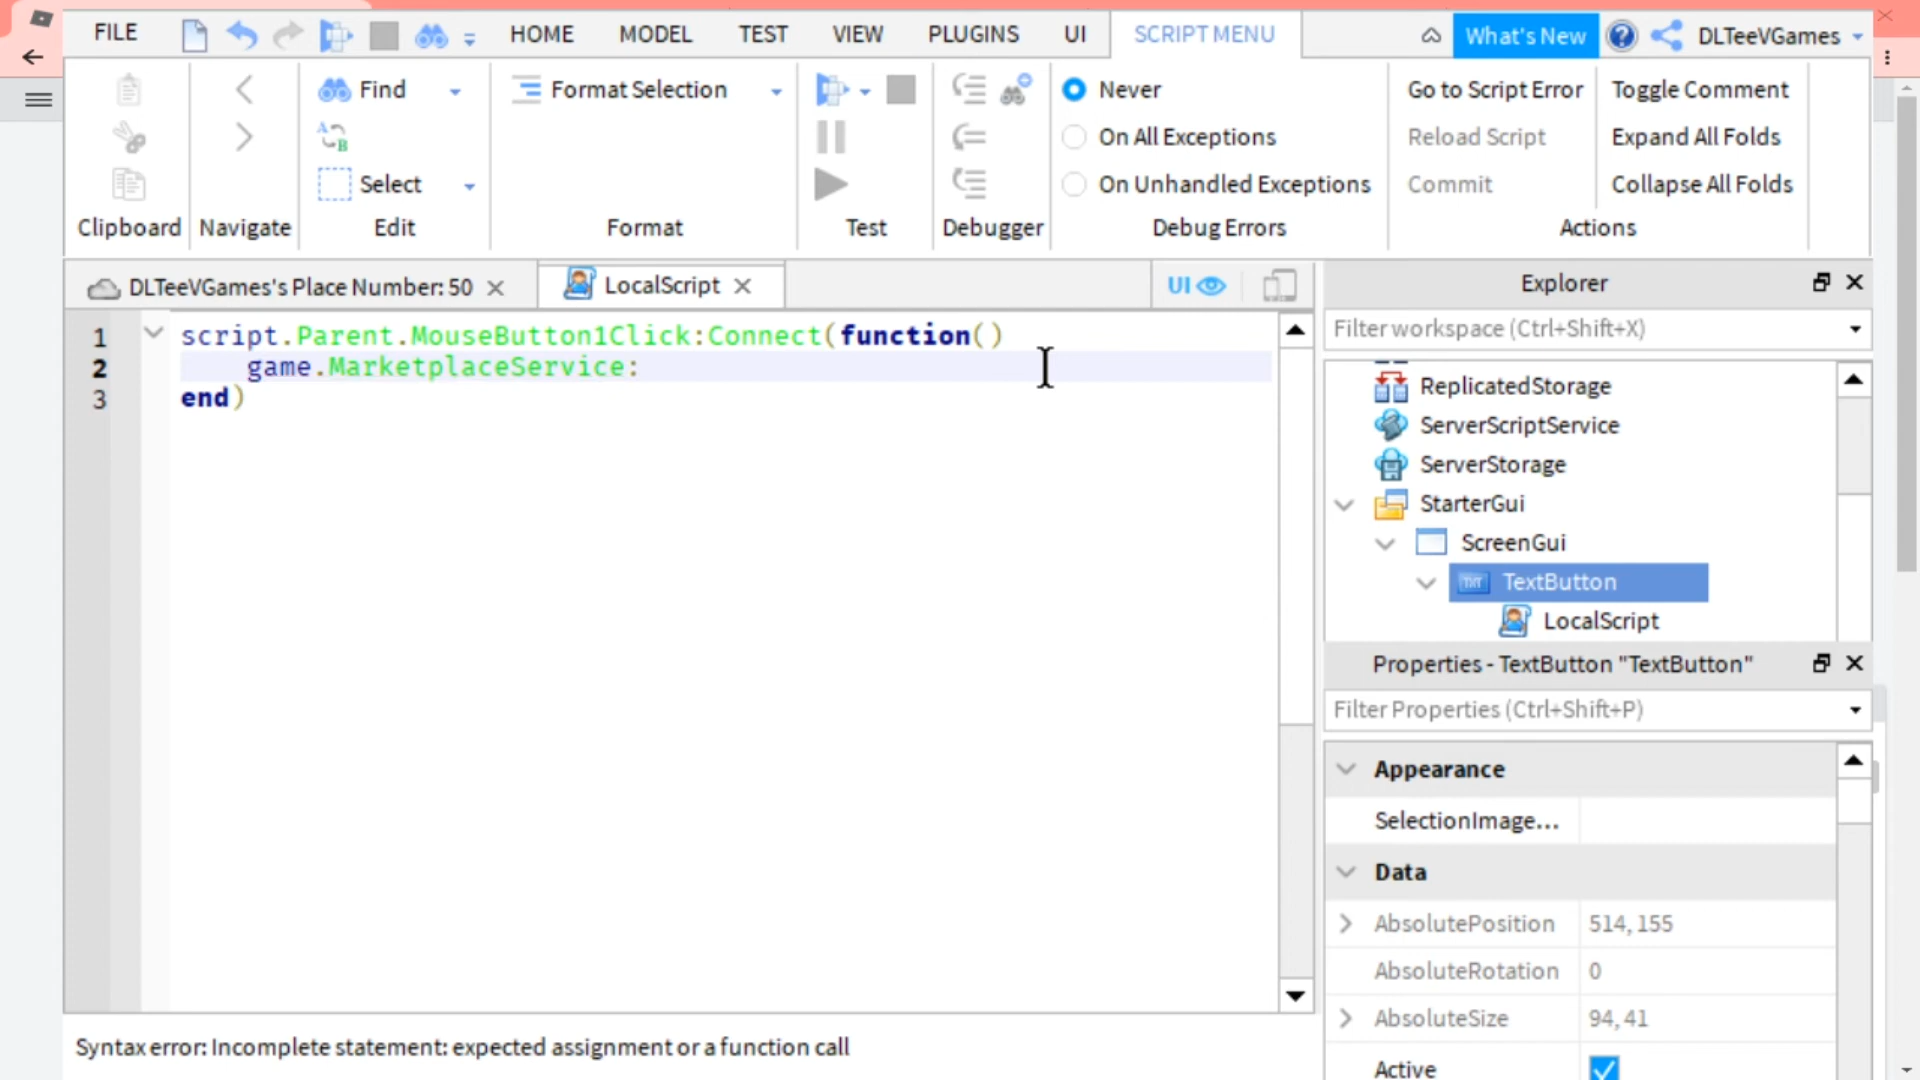 FILE HOME MODEL TEST VIEW PLUGINS UI SCRIPT MENU What's New DLTeeVGames
Find Format Selection Never Go to Script Error Toggle Comment
On All Exceptions Reload Script Expand All Folds
Select On Unhandled Exceptions Commit Collapse All Folds
Clipboard Navigate Edit Format Test Debugger Debug Errors Actions
DLTeeVGames's Place Number: 50 LocalScript UI Explorer
1 script.Parent.MouseButton1Click:Connect(function()
2 game.MarketplaceService:
3 end)
Filter workspace (Ctrl+Shift+X)
ReplicatedStorage
ServerScriptService
ServerStorage
StarterGui
ScreenGui
TXT TextButton
LocalScript
Properties - TextButton "TextButton"
Filter Properties (Ctrl+Shift+P)
Appearance
SelectionImage...
Data
AbsolutePosition 514, 155
AbsoluteRotation 0
AbsoluteSize 94, 41
Active
Syntax error: Incomplete statement: expected assignment or a function call